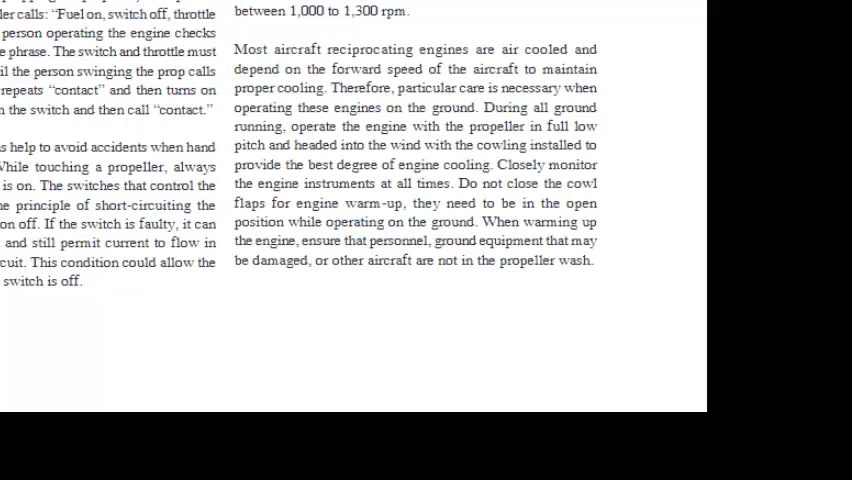 ler calls: “Fuel on, switch off, throttle
person operating the engine checks
e phrase. The switch and throttle must
il the person swinging the prop calls
repeats “contact” and then turns on
n the switch and then call “contact.”
s help to avoid accidents when hand
While touching a propeller, always
is on. The switches that control the
e principle of short-circuiting the
on off. If the switch is faulty, it can
and still permit current to flow in
cuit. This condition could allow the
switch is off.
between 1,000 to 1,300 rpm.
Most aircraft reciprocating engines are air cooled and
depend on the forward speed of the aircraft to maintain
proper cooling. Therefore, particular care is necessary when
operating these engines on the ground. During all ground
running, operate the engine with the propeller in full low
pitch and headed into the wind with the cowling installed to
provide the best degree of engine cooling. Closely monitor
the engine instruments at all times. Do not close the cowl
flaps for engine warm-up, they need to be in the open
position while operating on the ground. When warming up
the engine, ensure that personnel, ground equipment that may
be damaged, or other aircraft are not in the propeller wash.